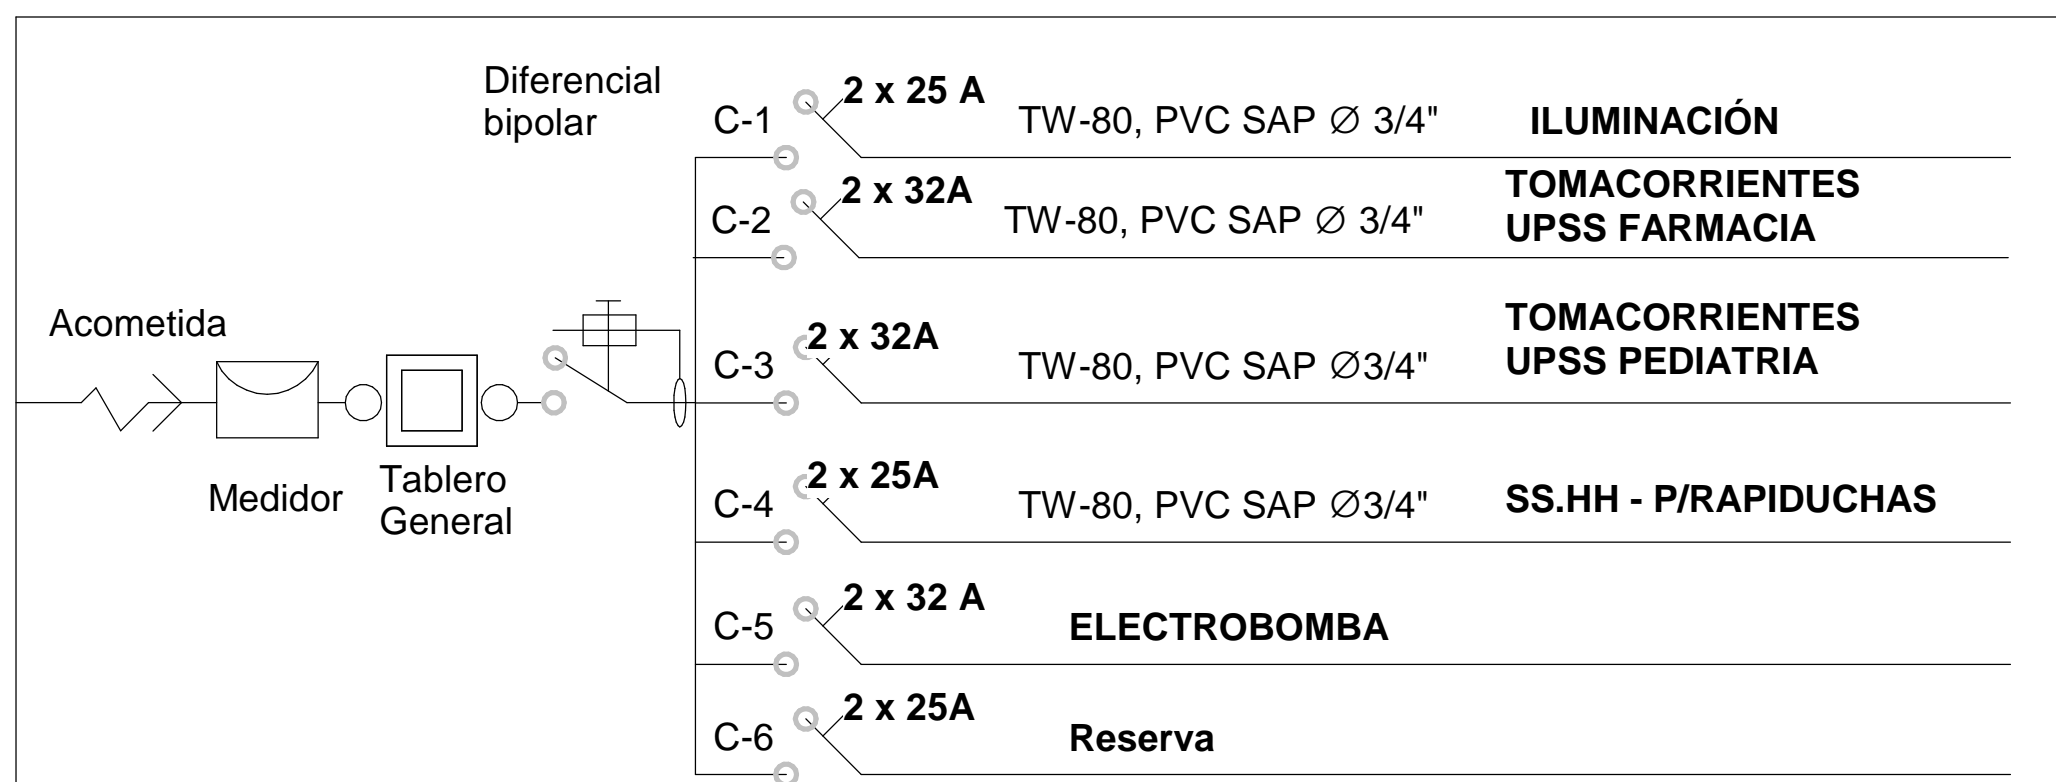 Diferencial
bipolar
C-1
2 x 25 A
TW-80, PVC SAP ∅ 3/4"
ILUMINACIÓN
C-2
2 x 32A
TW-80, PVC SAP ∅ 3/4"
TOMACORRIENTES
UPSS FARMACIA
Acometida
Medidor
Tablero
General
C-3
2 x 32A
TW-80, PVC SAP ∅3/4"
TOMACORRIENTES
UPSS PEDIATRIA
C-4
2 x 25A
TW-80, PVC SAP ∅3/4"
SS.HH - P/RAPIDUCHAS
C-5
2 x 32 A
ELECTROBOMBA
C-6
2 x 25A
Reserva